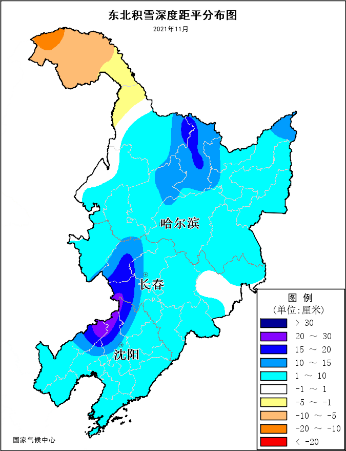 东北积雪深度距平分布图
2021年11月
哈尔滨
长春
沈阳
图 例
(单位:厘米)
> 30
20 ~ 30
15 ~ 20
10 ~ 15
1 ~ 10
-1 ~ 1
-5 ~ -1
-10 ~ -5
-20 ~ -10
< -20
国家气候中心